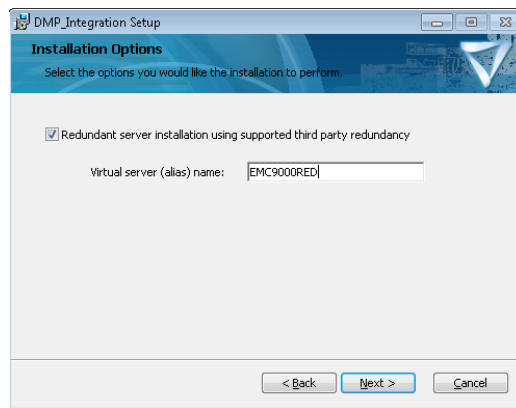 DMP_Integration Setup
Installation Options
Select the options you would like the installation to perform.
Redundant server installation using supported third party redundancy
Virtual server (alias) name: EMC9000RED
< Back Next > Cancel